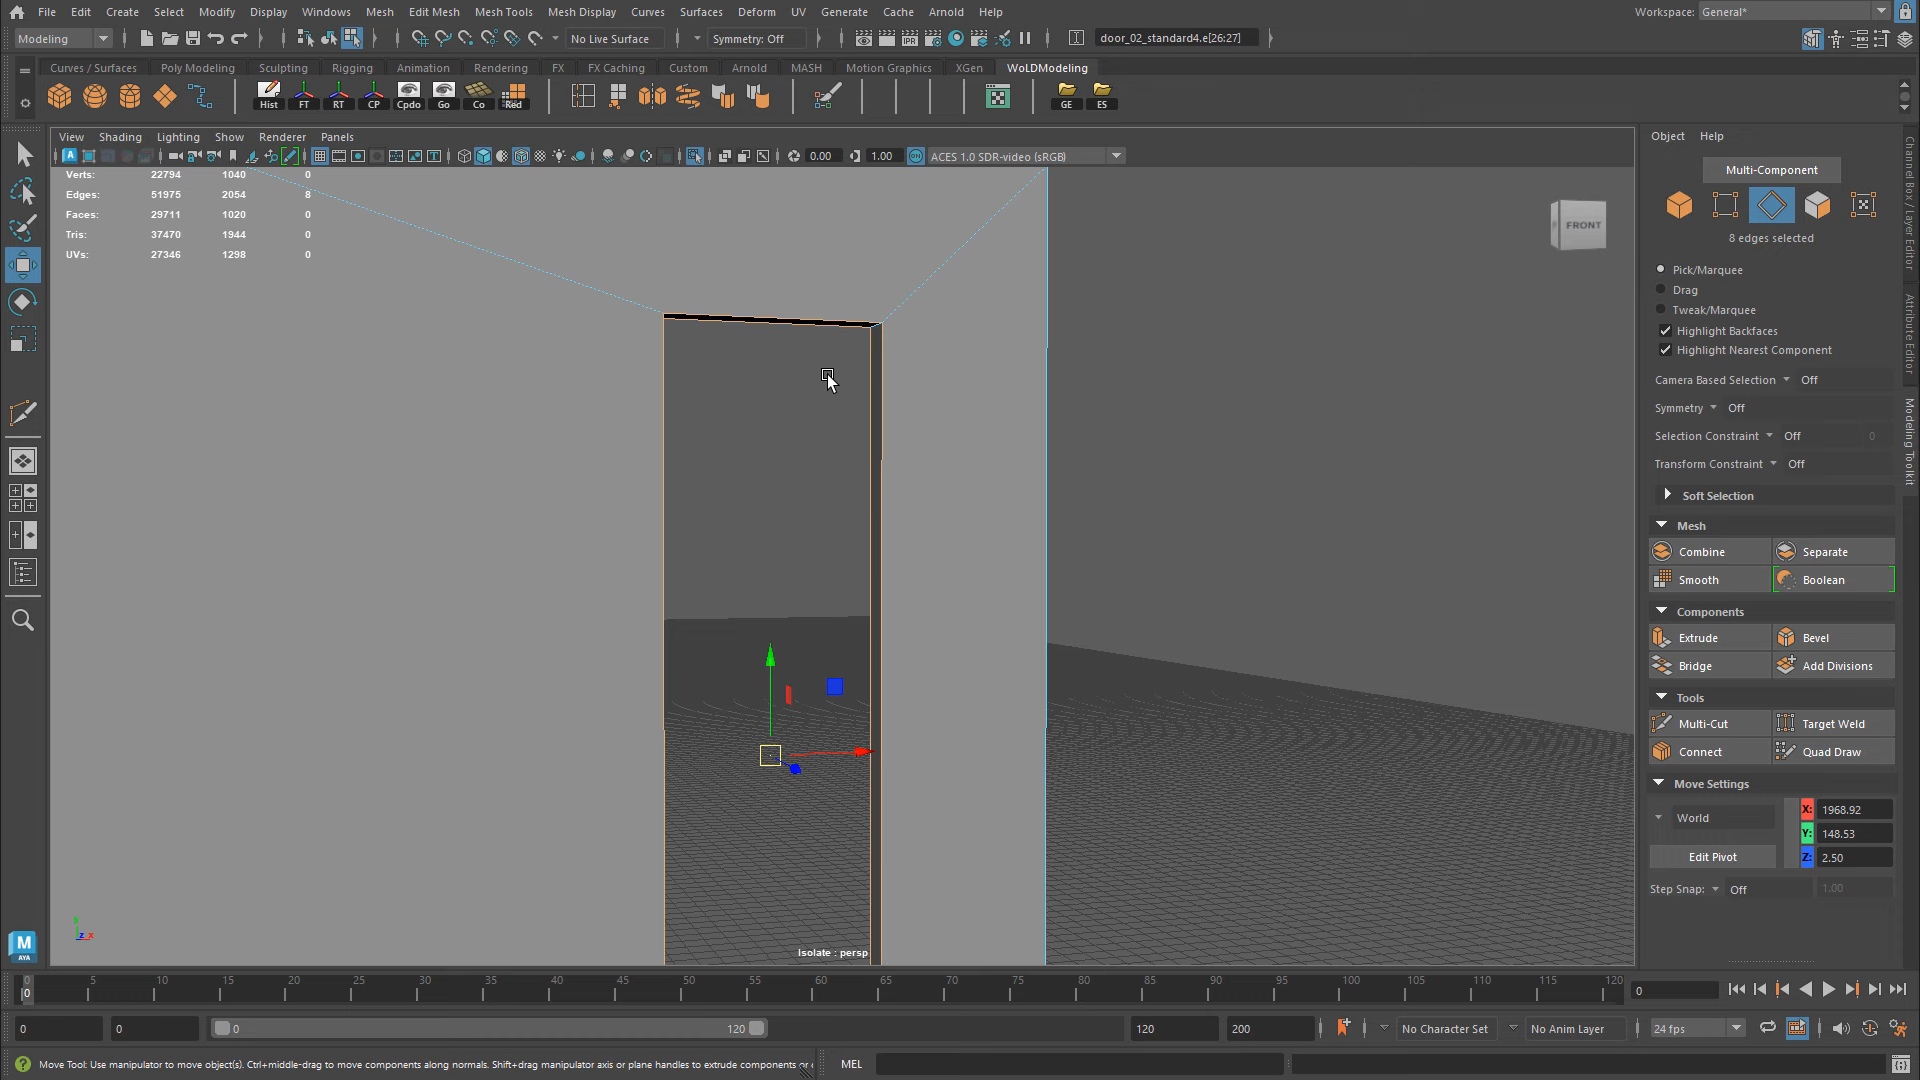 File Edit Create Select Modify Display Windows Mesh Edit Mesh Mesh Tools Mesh Display Curves Surfaces Deform UV Generate Cache Arnold Help Workspace: General*
Modeling No Live Surface Symmetry: Off door_02_standard4.e[26:27]
Curves / Surfaces Poly Modeling Sculpting Rigging Animation Rendering FX FX Caching Custom Arnold MASH Motion Graphics XGen WoLDModeling
Hist FT RT CP Cpdo Go Co Red GE ES
View Shading Lighting Show Renderer Panels
0.00 1.00 ON ACES 1.0 SDR-video (sRGB)
Verts: 22794 1040 0
Edges: 51975 2054 8
Faces: 29711 1020 0
Tris: 37470 1944 0
UVs: 27346 1298 0
FRONT
z x
Isolate : persp
Object Help
Multi-Component
8 edges selected
Pick/Marquee
Drag
Tweak/Marquee
Highlight Backfaces
Highlight Nearest Component
Camera Based Selection Off
Symmetry Off
Selection Constraint Off 0
Transform Constraint Off
Soft Selection
Mesh
Combine Separate
Smooth Boolean
Components
Extrude Bevel
Bridge Add Divisions
Tools
Multi-Cut Target Weld
Connect Quad Draw
Move Settings
World X: 1968.92
Y: 148.53
Edit Pivot Z: 2.50
Step Snap: Off 1.00
Channel Box / Layer Editor
Attribute Editor
Modeling Toolkit
M
AYA
0 5 10 15 20 25 30 35 40 45 50 55 60 65 70 75 80 85 90 95 100 105 110 115 120
0 0
0 0 0 120 120 200 No Character Set No Anim Layer 24 fps
Move Tool: Use manipulator to move object(s). Ctrl+middle-drag to move components along normals. Shift+drag manipulator axis or plane handles to extrude components or MEL